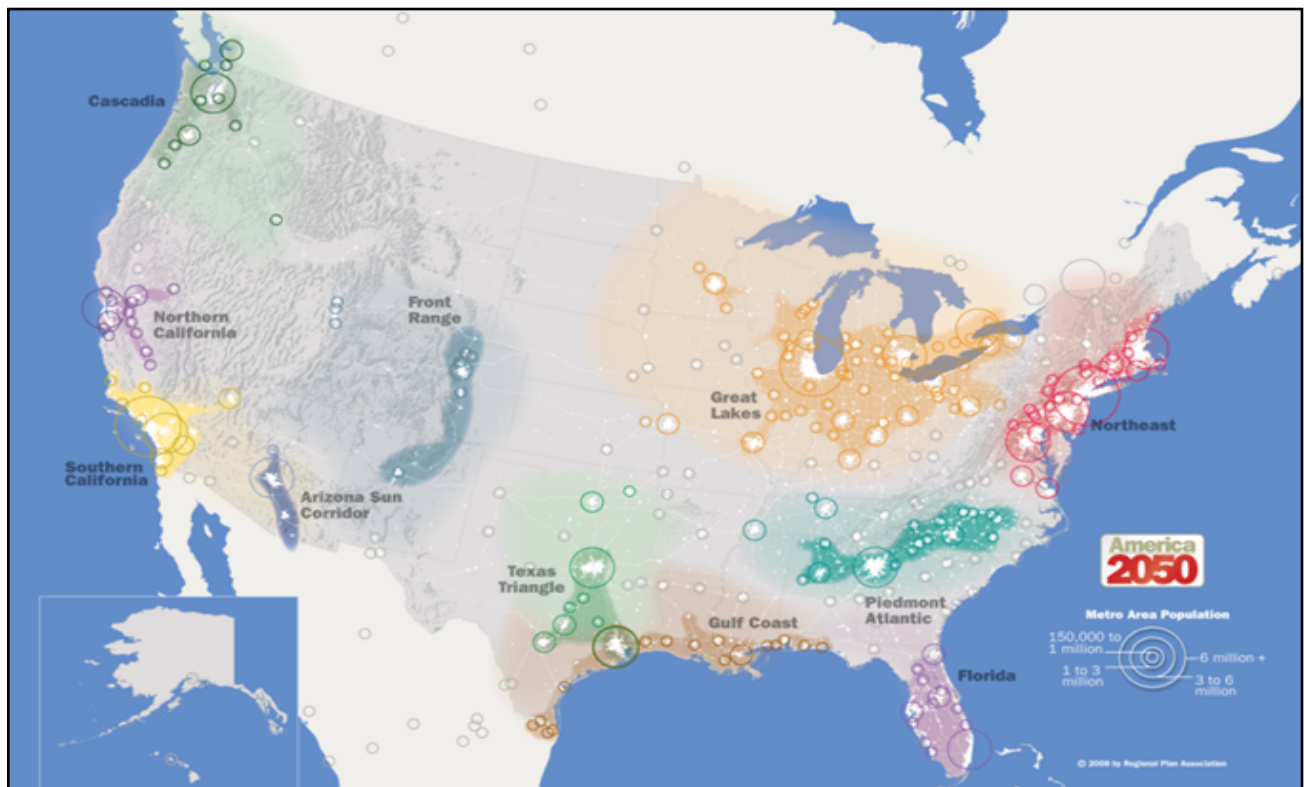 Cascadia
Northern
California
Front
Range
Great
Lakes
Northeast
Southern
California
Arizona Sun
Corridor
Texas
Triangle
Gulf Coast
Piedmont
Atlantic
Florida
America
2050
Metro Area Population
150,000 to
1 million
1 to 3
million
6 million +
3 to 6
million
© 2008 by Regional Plan Association